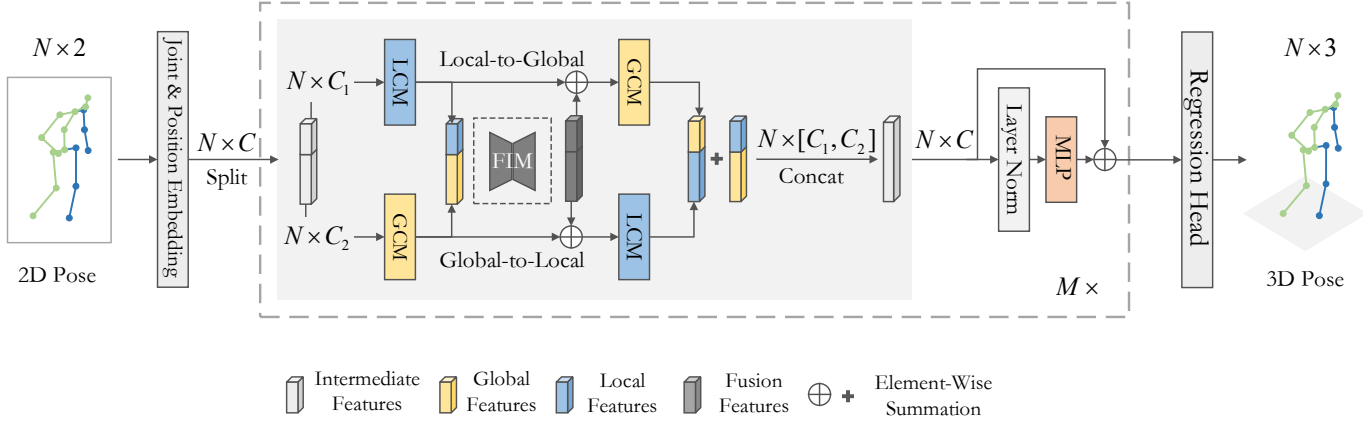 N × 2
2D Pose
Joint & Position Embedding
N × C
Split
N × C₁
N × C₂
LCM
GCM
Local-to-Global
FIM
Global-to-Local
GCM
LCM
N × [C₁, C₂]
Concat
N × C
Layer Norm
MLP
M ×
Regression Head
N × 3
3D Pose
Intermediate
Features
Global
Features
Local
Features
Fusion
Features
Element-Wise
Summation